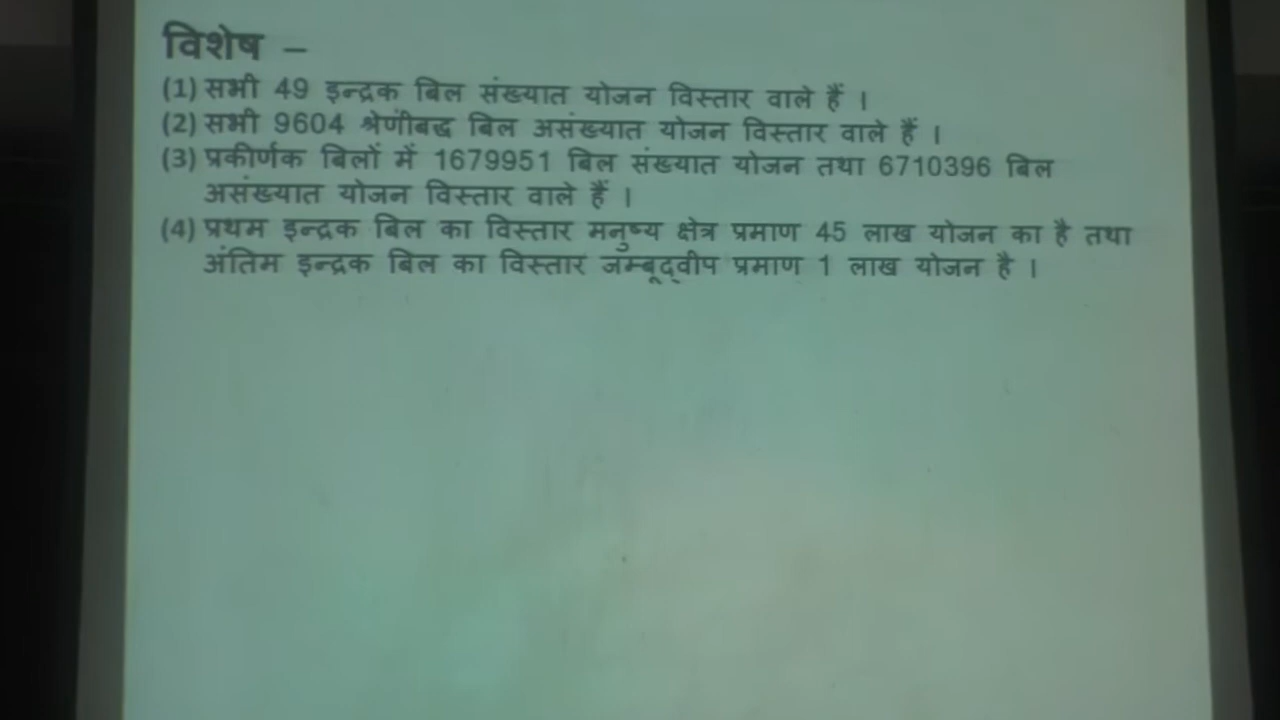 विशेष –
(1) सभी 49 इन्द्रक बिल संख्यात योजन विस्तार वाले हैं ।
(2) सभी 9604 श्रेणीबद्ध बिल असंख्यात योजन विस्तार वाले हैं ।
(3) प्रकीर्णक बिलों में 1679951 बिल संख्यात योजन तथा 6710396 बिल
असंख्यात योजन विस्तार वाले हैं ।
(4) प्रथम इन्द्रक बिल का विस्तार मनुष्य क्षेत्र प्रमाण 45 लाख योजन का है तथा
अंतिम इन्द्रक बिल का विस्तार जम्बूद्वीप प्रमाण 1 लाख योजन है ।